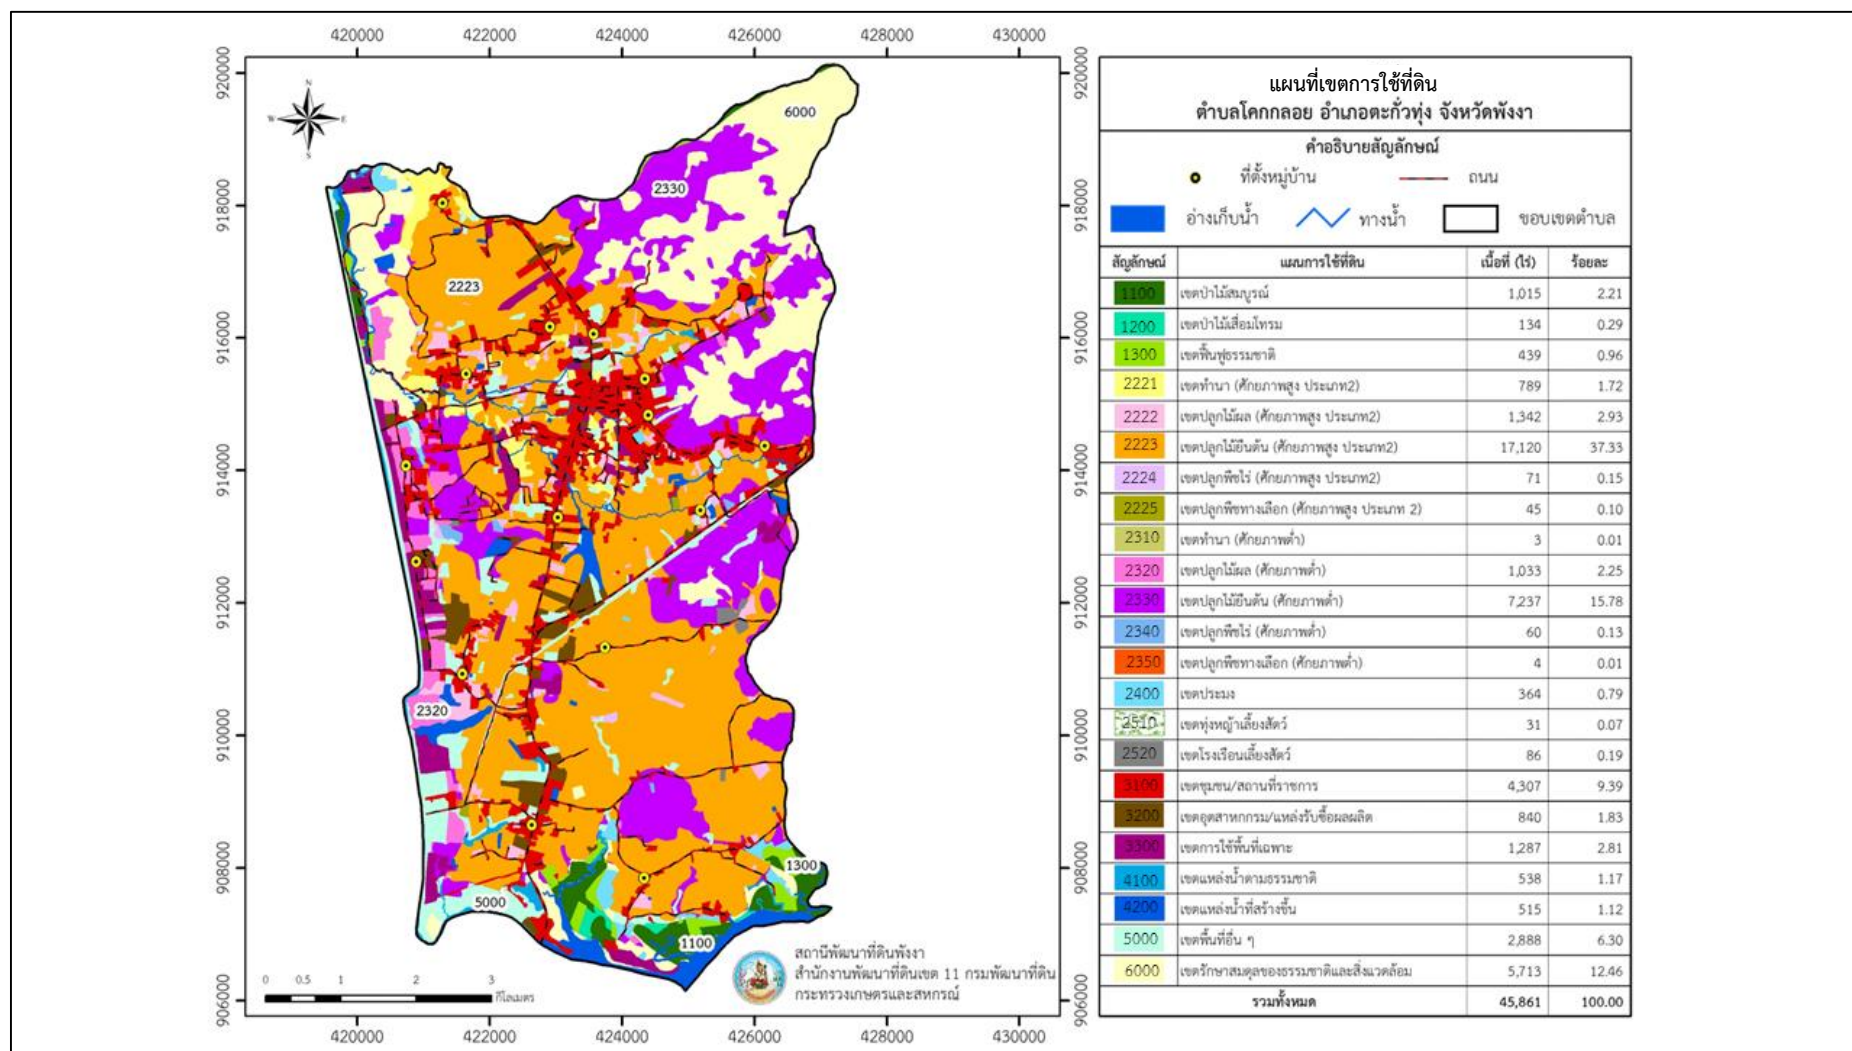 420000 422000 424000 426000 428000 430000
920000
918000
916000
914000
912000
910000
908000
906000
N
W E
S
6000
2330
2223
2320
1300
5000
1100
สถานีพัฒนาที่ดินพังงา
สำนักงานพัฒนาที่ดินเขต 11 กรมพัฒนาที่ดิน
กระทรวงเกษตรและสหกรณ์
0 0.5 1 2 3
กิโลเมตร
920000
918000
916000
914000
912000
910000
908000
906000
420000 422000 424000 426000 428000 430000
แผนที่เขตการใช้ที่ดิน
ตำบลโคกกลอย อำเภอตะกั่วทุ่ง จังหวัดพังงา
คำอธิบายสัญลักษณ์
ที่ตั้งหมู่บ้าน ถนน
อ่างเก็บน้ำ ทางน้ำ ขอบเขตตำบล
สัญลักษณ์ แผนการใช้ที่ดิน เนื้อที่ (ไร่) ร้อยละ
1100 เขตป่าไม้สมบูรณ์ 1,015 2.21
1200 เขตป่าไม้เสื่อมโทรม 134 0.29
1300 เขตฟื้นฟูธรรมชาติ 439 0.96
2221 เขตทำนา (ศักยภาพสูง ประเภท2) 789 1.72
2222 เขตปลูกไม้ผล (ศักยภาพสูง ประเภท2) 1,342 2.93
2223 เขตปลูกไม้ยืนต้น (ศักยภาพสูง ประเภท2) 17,120 37.33
2224 เขตปลูกพืชไร่ (ศักยภาพสูง ประเภท2) 71 0.15
2225 เขตปลูกพืชทางเลือก (ศักยภาพสูง ประเภท 2) 45 0.10
2310 เขตทำนา (ศักยภาพต่ำ) 3 0.01
2320 เขตปลูกไม้ผล (ศักยภาพต่ำ) 1,033 2.25
2330 เขตปลูกไม้ยืนต้น (ศักยภาพต่ำ) 7,237 15.78
2340 เขตปลูกพืชไร่ (ศักยภาพต่ำ) 60 0.13
2350 เขตปลูกพืชทางเลือก (ศักยภาพต่ำ) 4 0.01
2400 เขตประมง 364 0.79
2510 เขตทุ่งหญ้าเลี้ยงสัตว์ 31 0.07
2520 เขตโรงเรือนเลี้ยงสัตว์ 86 0.19
3100 เขตชุมชน/สถานที่ราชการ 4,307 9.39
3200 เขตอุตสาหกกรม/แหล่งรับซื้อผลผลิต 840 1.83
3300 เขตการใช้พื้นที่เฉพาะ 1,287 2.81
4100 เขตแหล่งน้ำตามธรรมชาติ 538 1.17
4200 เขตแหล่งน้ำที่สร้างขึ้น 515 1.12
5000 เขตพื้นที่อื่น ๆ 2,888 6.30
6000 เขตรักษาสมดุลของธรรมชาติและสิ่งแวดล้อม 5,713 12.46
รวมทั้งหมด 45,861 100.00